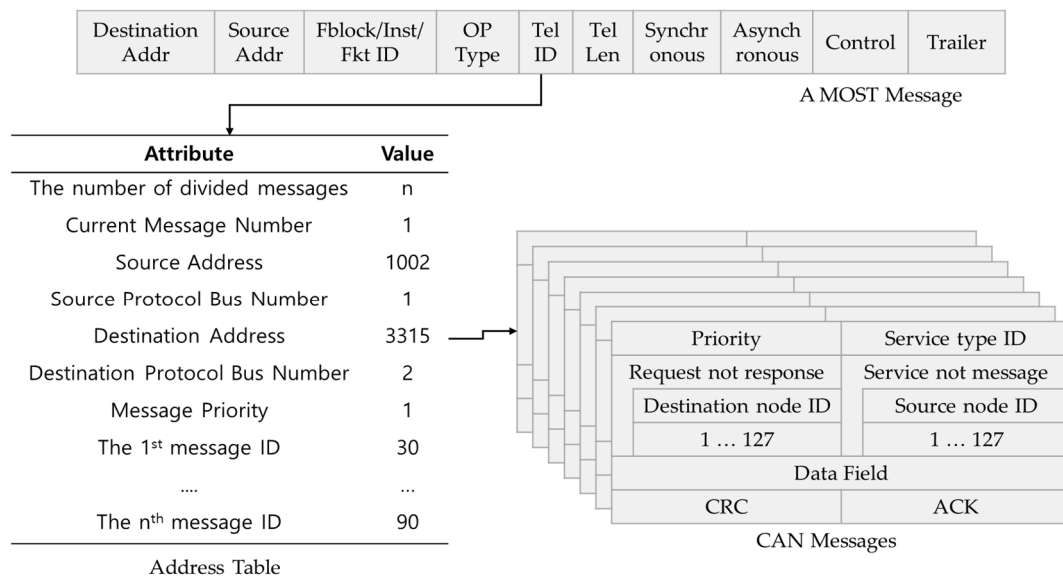 Destination Addr
Source Addr
Fblock/Inst/ Fkt ID
OP Type
Tel ID
Tel Len
Synchr onous
Asynch ronous
Control
Trailer
A MOST Message
Attribute Value
The number of divided messages n
Current Message Number 1
Source Address 1002
Source Protocol Bus Number 1
Destination Address 3315
Destination Protocol Bus Number 2
Message Priority 1
The 1st message ID 30
.... ...
The nth message ID 90
Address Table
Priority Service type ID
Request not response Service not message
Destination node ID Source node ID
1 … 127 1 … 127
Data Field
CRC ACK
CAN Messages